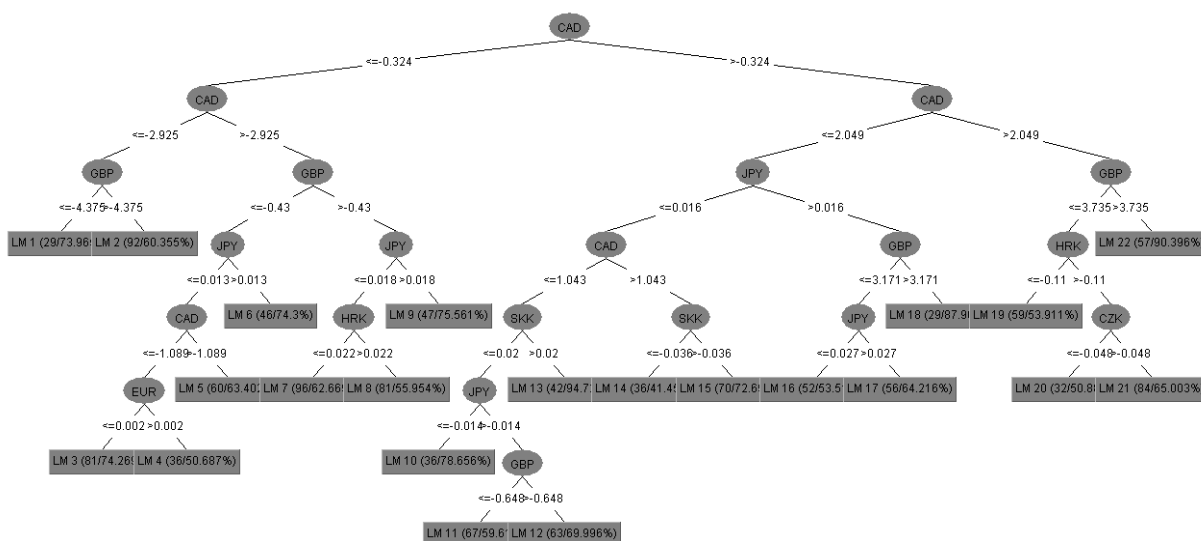 CAD
<=-0.324 >-0.324
CAD CAD
<=-2.925 >-2.925 <=2.049 >2.049
GBP GBP JPY GBP
<=-4.375 >-4.375 <=-0.43 >-0.43 <=0.016 >0.016 <=3.735 >3.735
LM 1 (29/73.96 LM 2 (92/60.355%) JPY JPY CAD GBP HRK LM 22 (57/90.396%
<=0.013 >0.013 <=0.018 >0.018 <=1.043 >1.043 <=3.171 >3.171 <=-0.11 >-0.11
CAD LM 6 (46/74.3%) HRK LM 9 (47/75.561%) SKK SKK JPY LM 18 (29/87.9 LM 19 (59/53.911%) CZK
<=-1.089 >-1.089 <=0.022 >0.022 <=0.02 >0.02 <=-0.036 >-0.036 <=0.027 >0.027 <=-0.048 >-0.048
EUR LM 5 (60/63.402 LM 7 (96/62.66 LM 8 (81/55.954%) JPY LM 13 (42/94.7 LM 14 (36/41.4 LM 15 (70/72.6 LM 16 (52/53.5 LM 17 (56/64.216%) LM 20 (32/50.8 LM 21 (84/65.003%)
<=0.002 >0.002 <=-0.014 >-0.014
LM 3 (81/74.269 LM 4 (36/50.687%) LM 10 (36/78.656%) GBP
<=-0.648 >-0.648
LM 11 (67/59.6 LM 12 (63/69.996%)